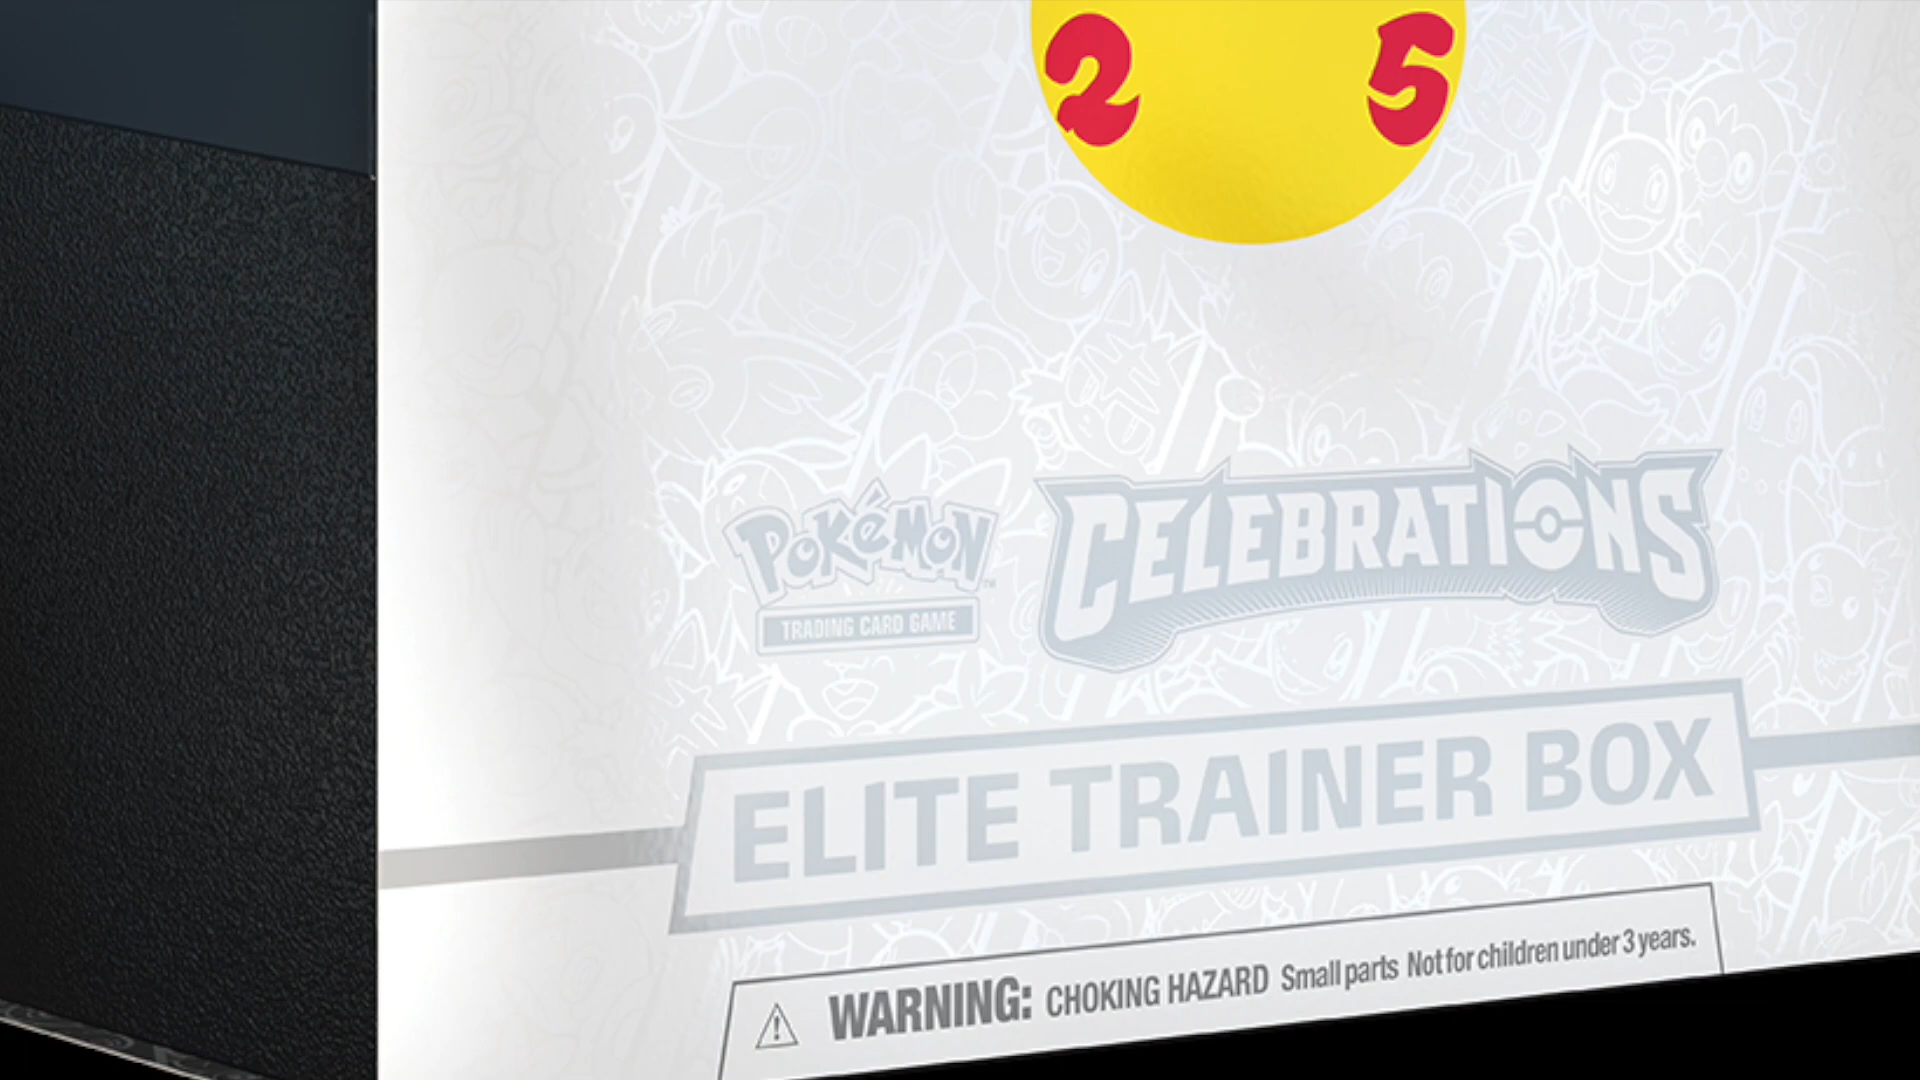 2 5
POKéMON™
TRADING CARD GAME
CELEBRATIONS
ELITE TRAINER BOX
WARNING: CHOKING HAZARD Small parts Not for children under 3 years.